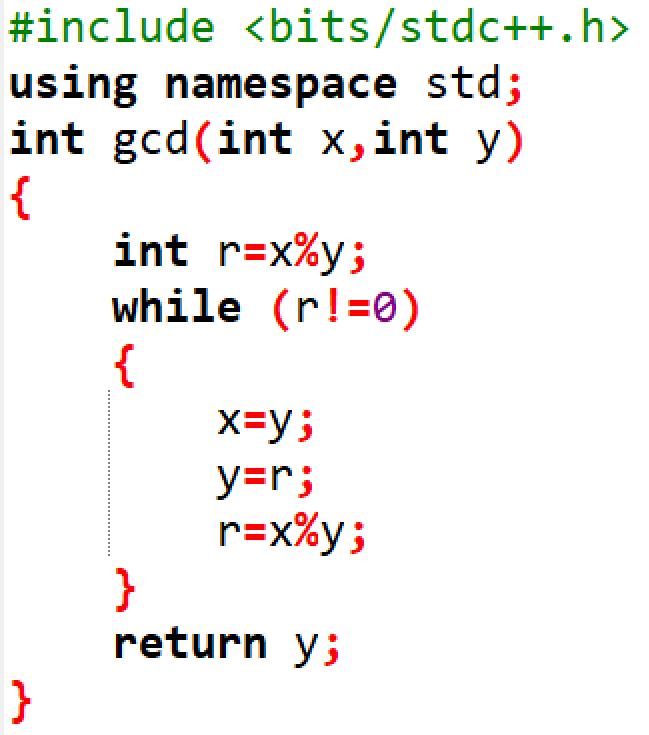 #include <bits/stdc++.h>
using namespace std;
int gcd(int x,int y)
{
    int r=x%y;
    while (r!=0)
    {
        x=y;
        y=r;
        r=x%y;
    }
    return y;
}